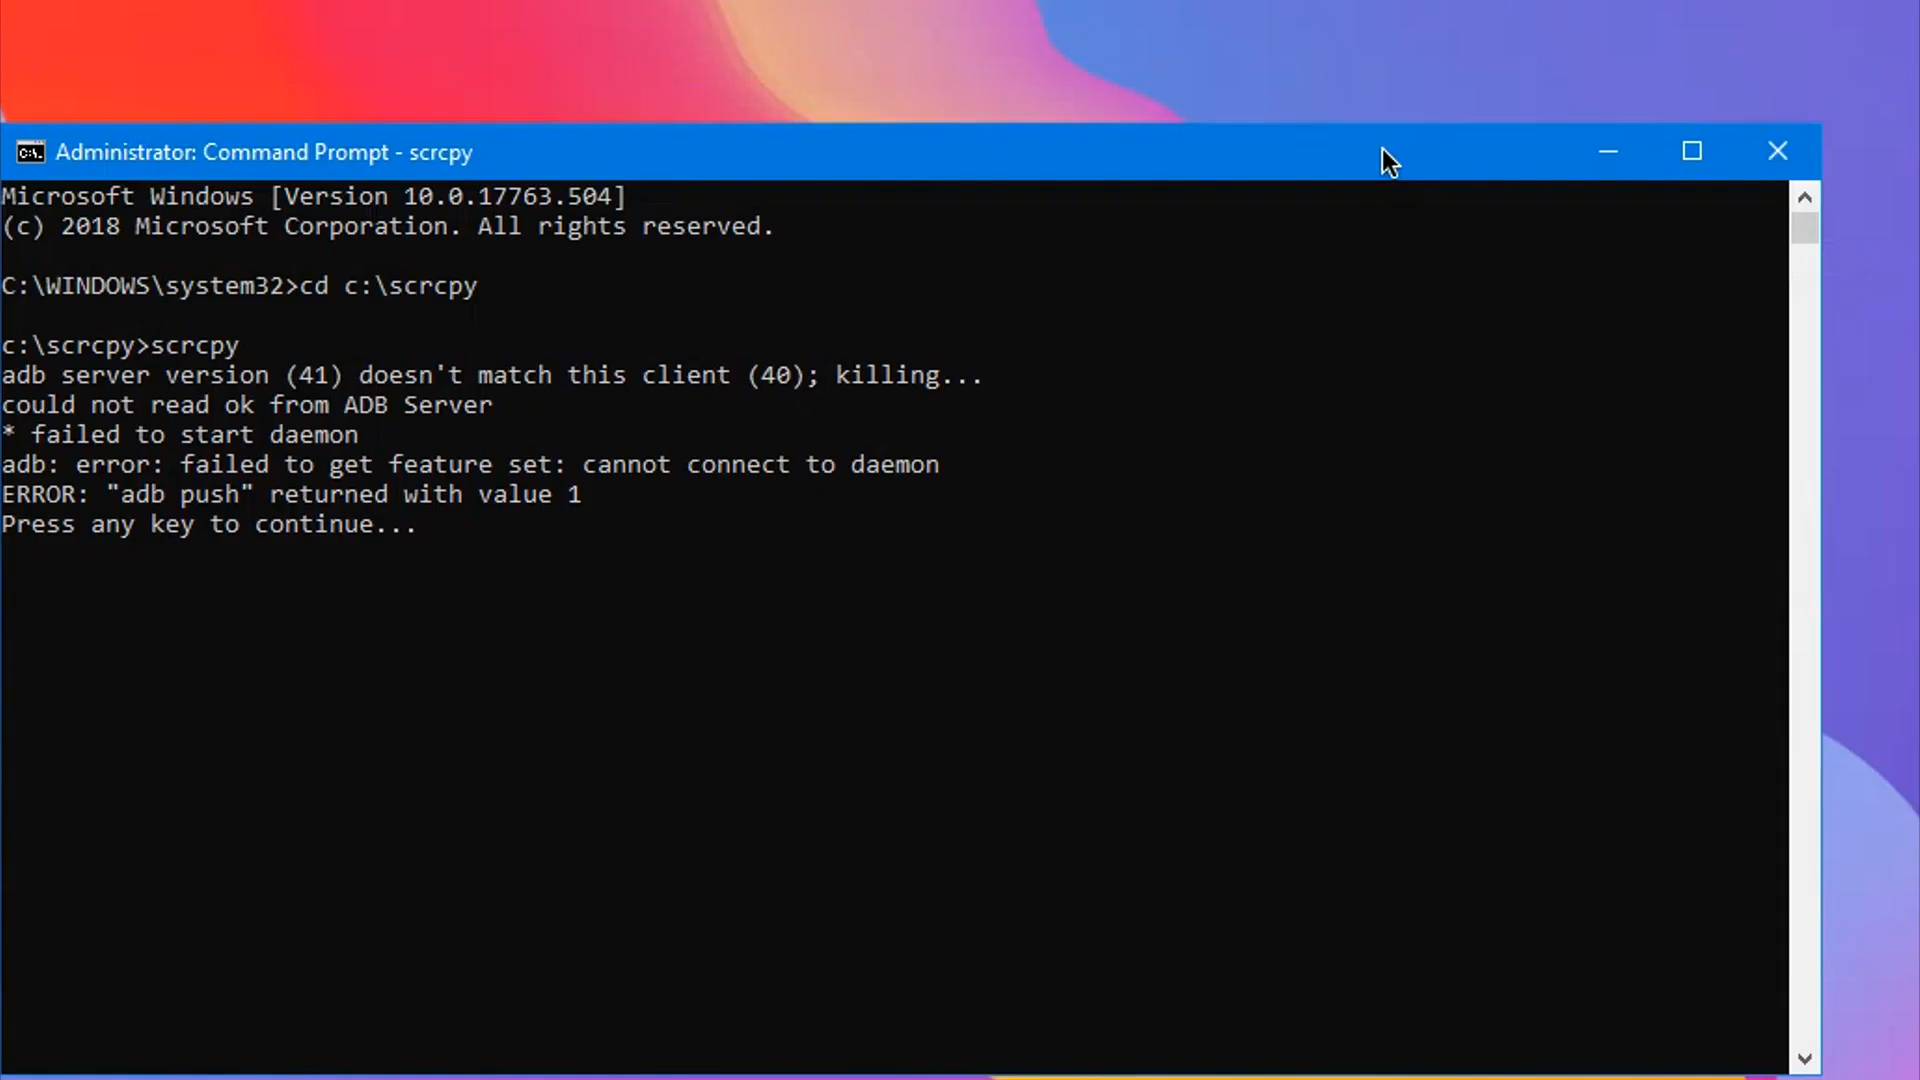 Administrator: Command Prompt - scrcpy
Microsoft Windows [Version 10.0.17763.504]
(c) 2018 Microsoft Corporation. All rights reserved.
C:\WINDOWS\system32>cd c:\scrcpy
c:\scrcpy>scrcpy
adb server version (41) doesn't match this client (40); killing...
could not read ok from ADB Server
* failed to start daemon
adb: error: failed to get feature set: cannot connect to daemon
ERROR: "adb push" returned with value 1
Press any key to continue...